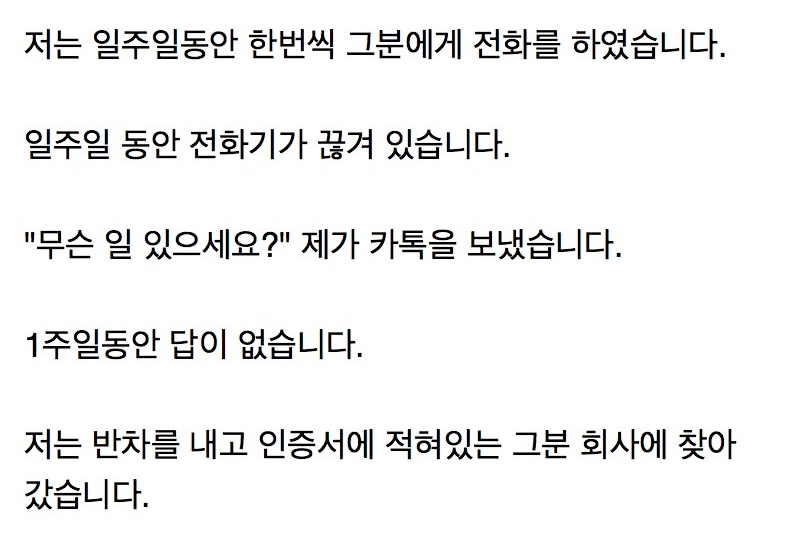 저는 일주일동안 한번씩 그분에게 전화를 하였습니다.
일주일 동안 전화기가 끊겨 있습니다.
"무슨 일 있으세요?" 제가 카톡을 보냈습니다.
1주일동안 답이 없습니다.
저는 반차를 내고 인증서에 적혀있는 그분 회사에 찾아
갔습니다.